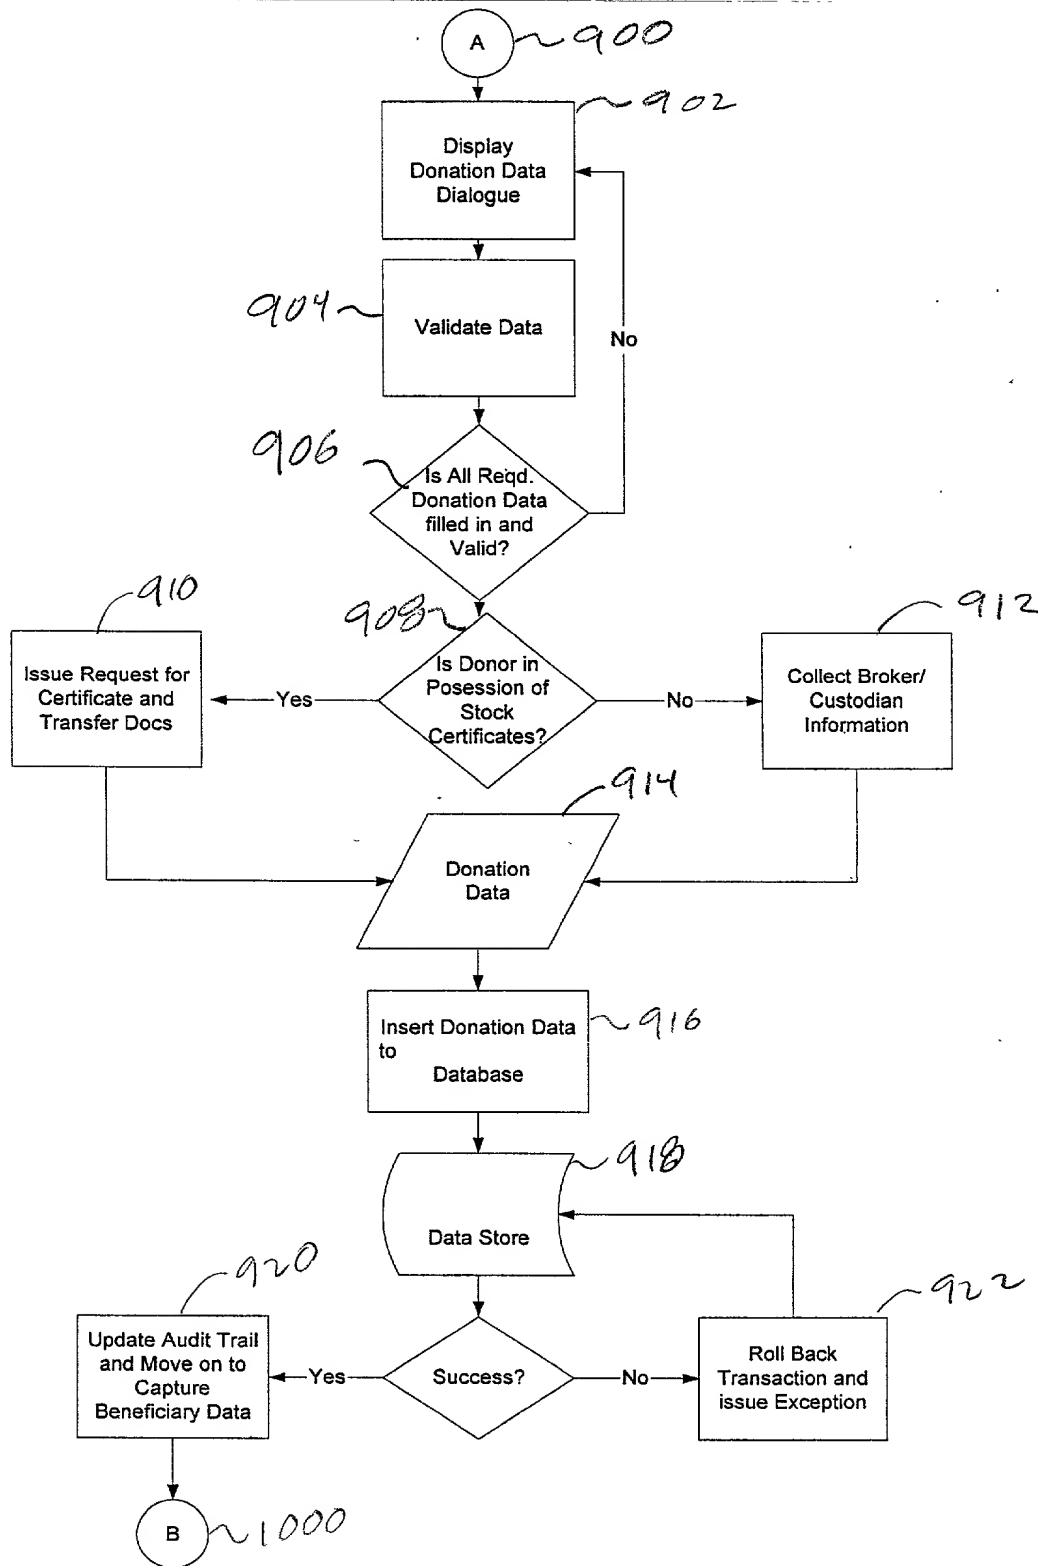 A
900
902
Display
Donation Data
Dialogue
904
Validate Data
No
906
Is All Reqd.
Donation Data
filled in and
Valid?
908
910
912
Issue Request for
Certificate and
Transfer Docs
Yes
Is Donor in
Posession of
Stock
Certificates?
No
Collect Broker/
Custodian
Information
914
Donation
Data
Insert Donation Data
to
Database
916
918
Data Store
920
922
Update Audit Trail
and Move on to
Capture
Beneficiary Data
Yes
Success?
No
Roll Back
Transaction and
issue Exception
B
1000